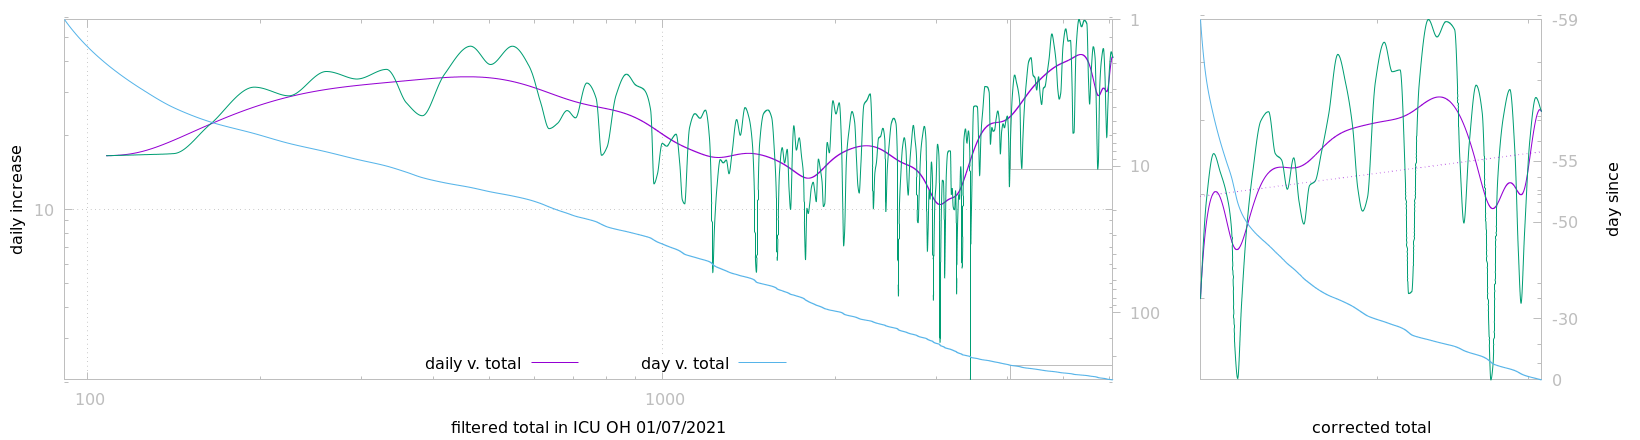 daily increase
10
100
1000
1
10
100
daily v. total
day v. total
filtered total in ICU OH 01/07/2021
-59
-55
-50
-30
0
day since
corrected total